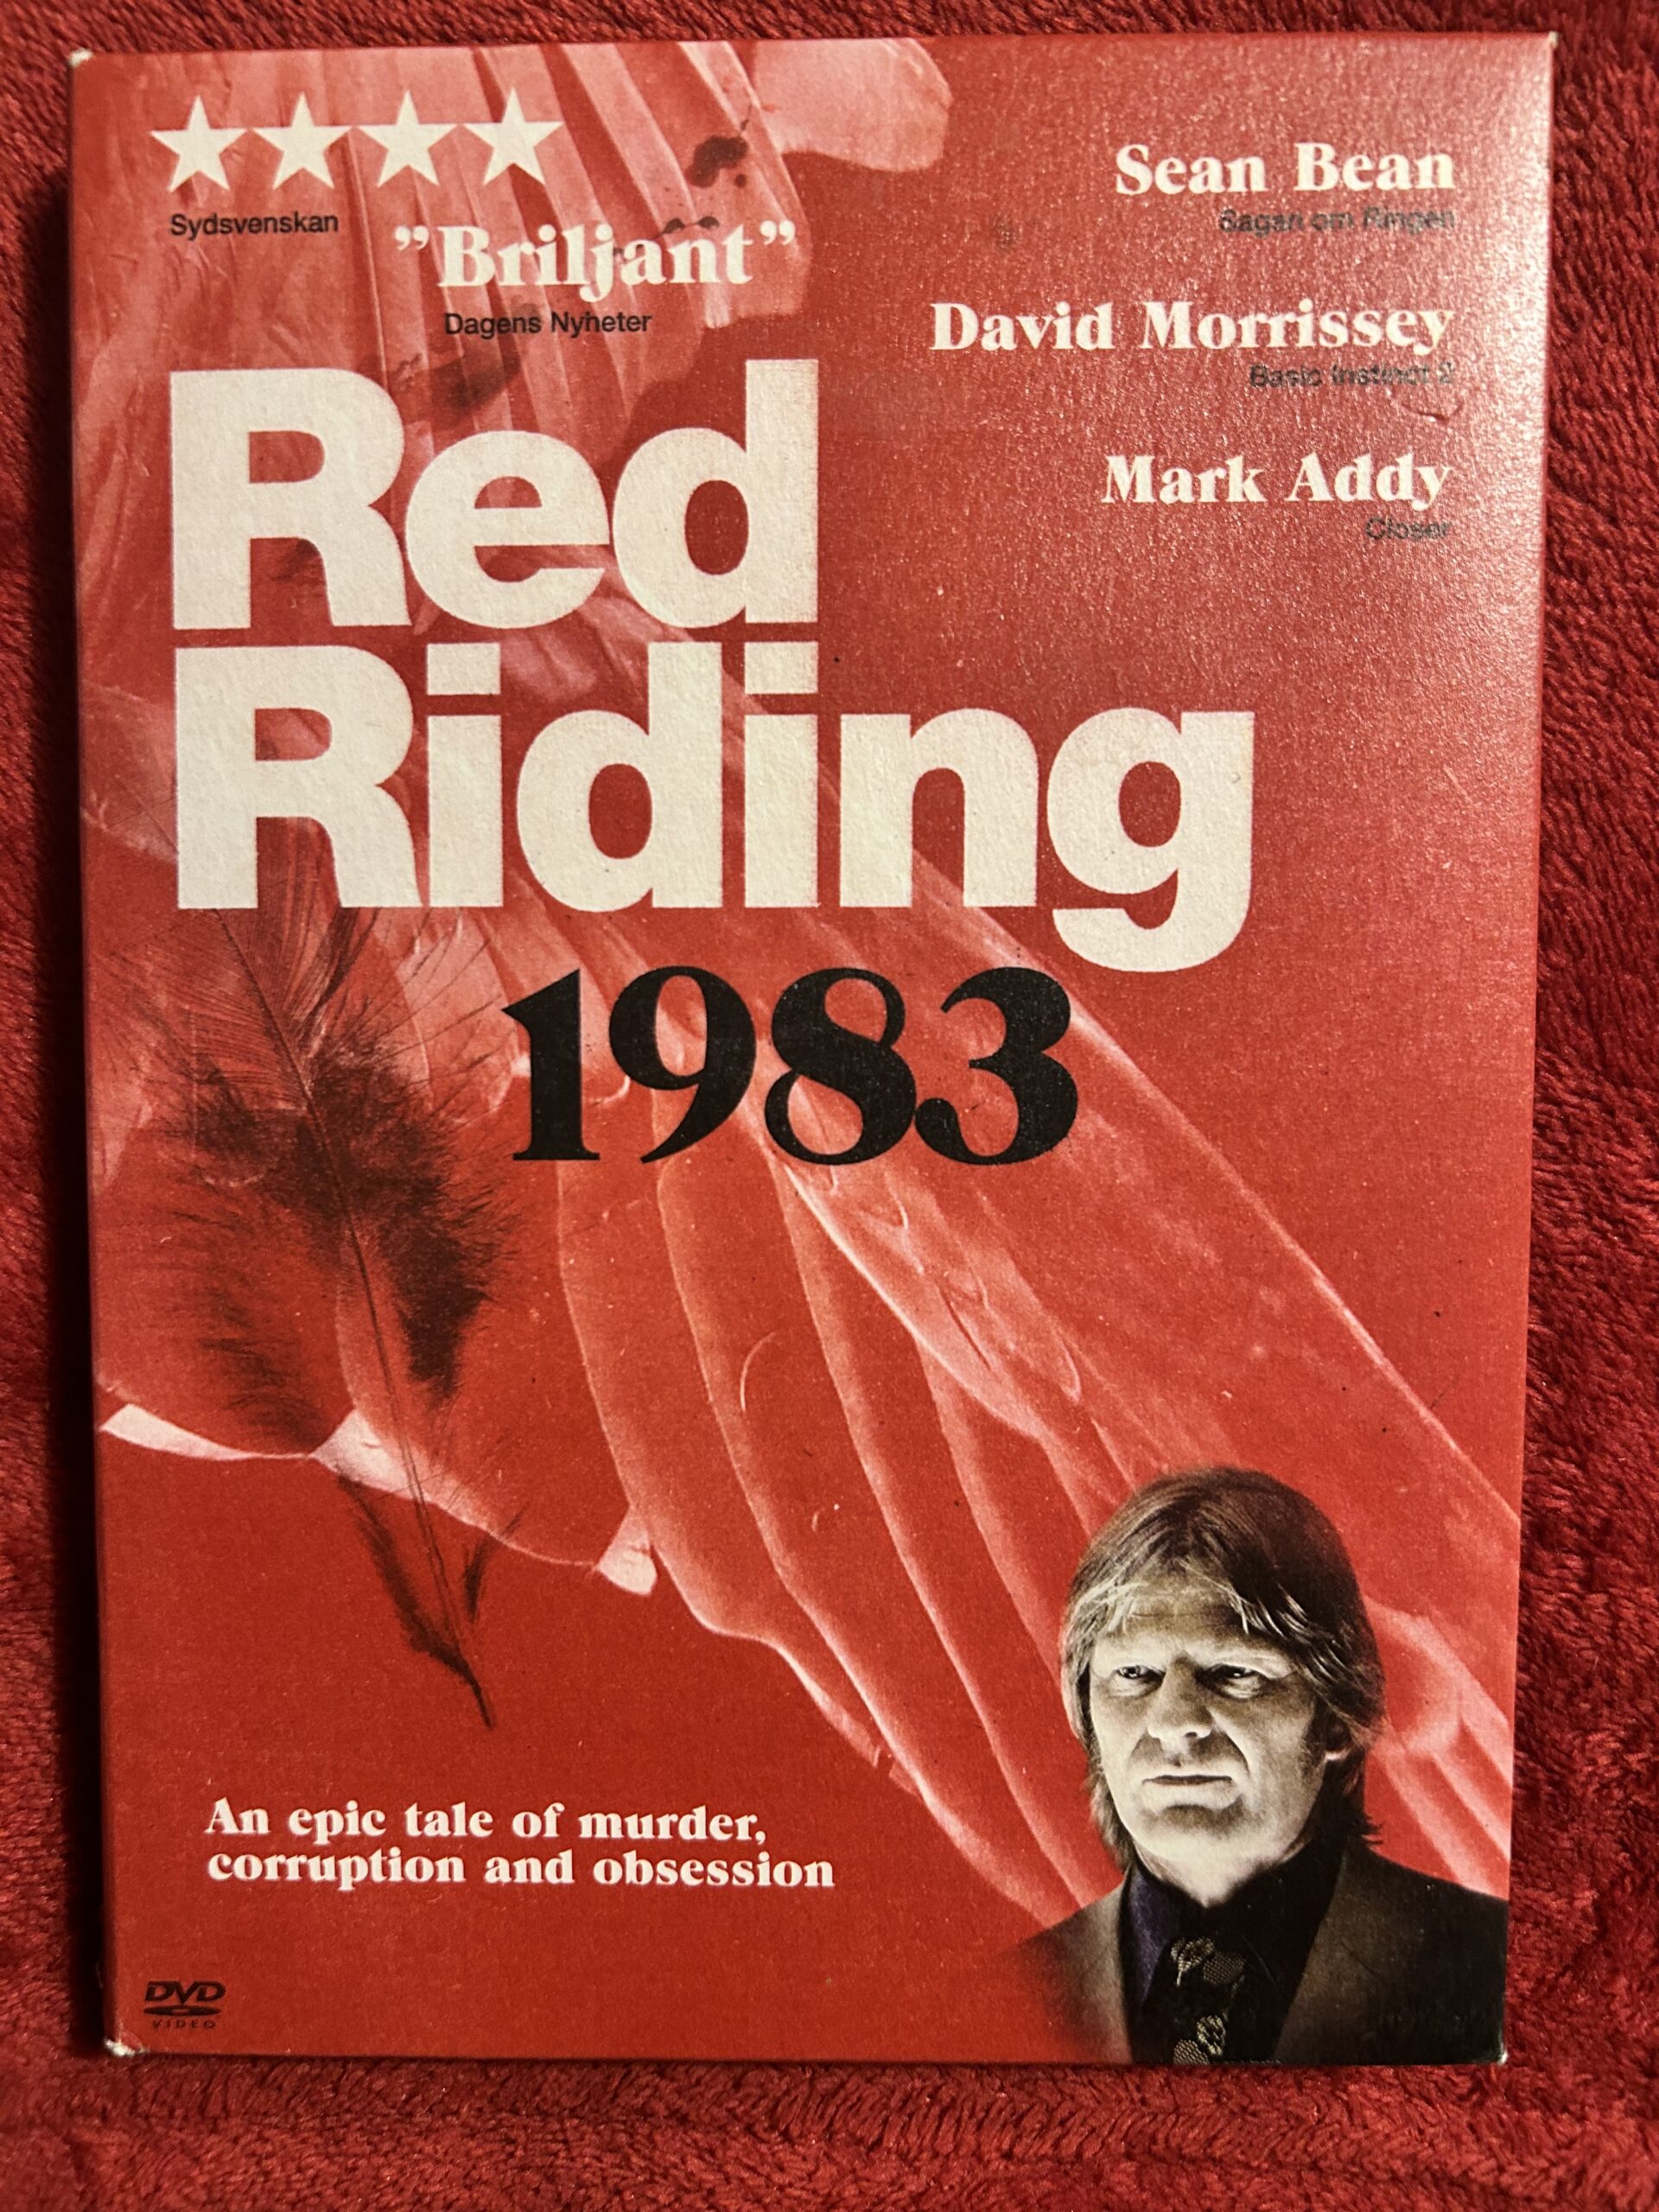 Sydsvenskan
”Briljant”
Dagens Nyheter
Sean Bean
Sagan om Ringen
David Morrissey
Basic Instinct 2
Mark Addy
Closer
Red
Riding
1983
An epic tale of murder,
corruption and obsession
DVD
VIDEO